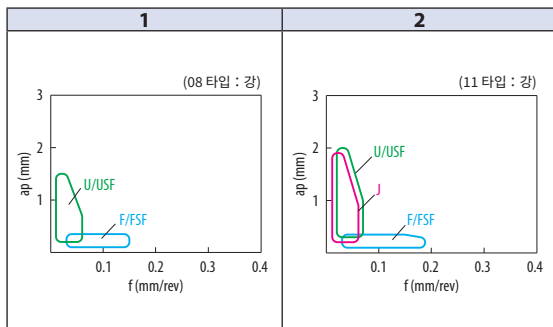 1
2
(08 타입 : 강)
3
2
1
ap (mm)
U/USF
F/FSF
0.1
0.2
0.3
0.4
f (mm/rev)
(11 타입 : 강)
3
2
1
ap (mm)
U/USF
J
F/FSF
0.1
0.2
0.3
0.4
f (mm/rev)